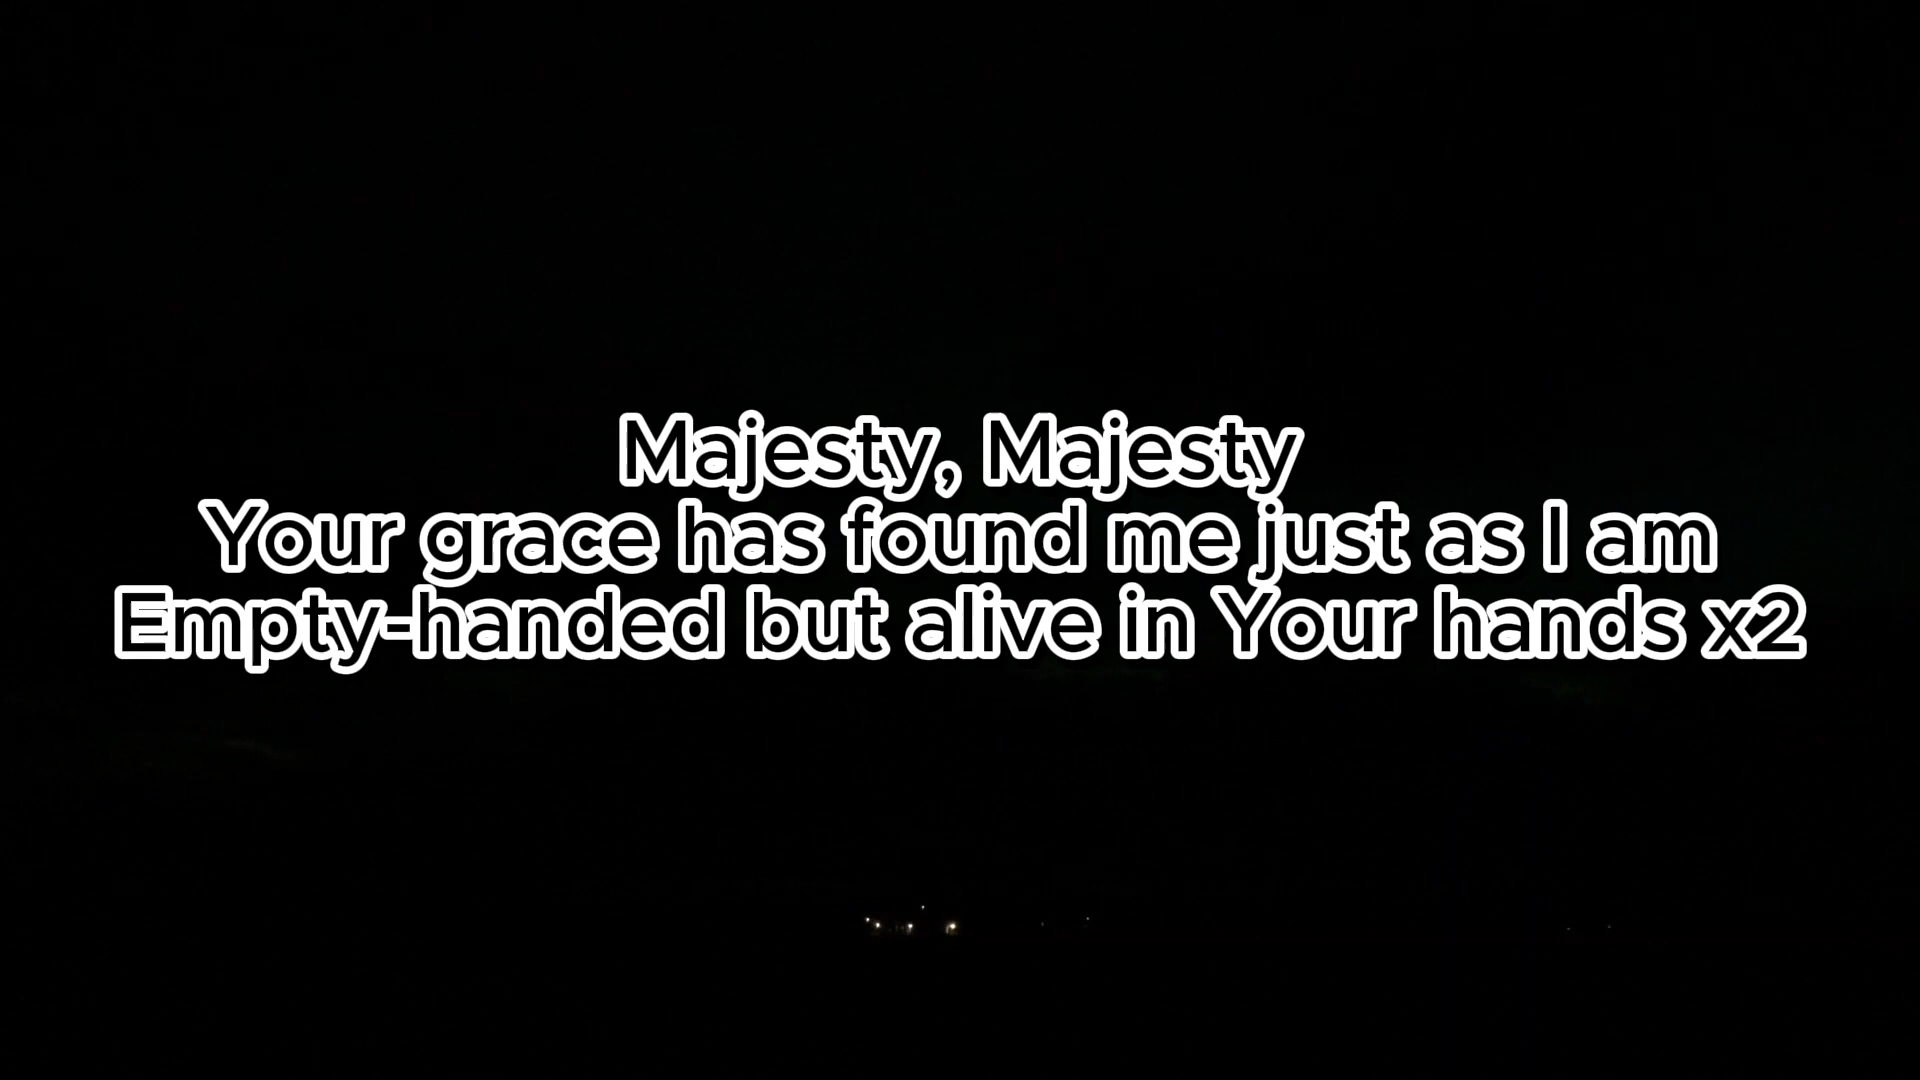 Majesty, Majesty
Your grace has found me just as I am
Empty-handed but alive in Your hands x2